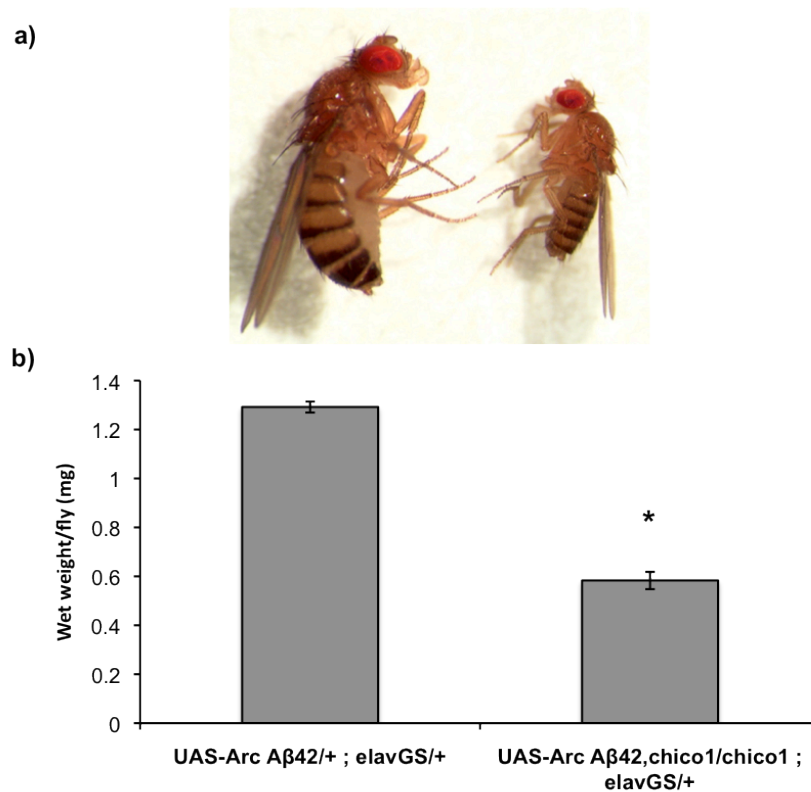 a)
b)
1.4
1.2
1
0.8
0.6
0.4
0.2
0
Wet weight/fly (mg)
*
UAS-Arc Aβ42/+ ; elavGS/+
UAS-Arc Aβ42,chico1/chico1 ;
elavGS/+